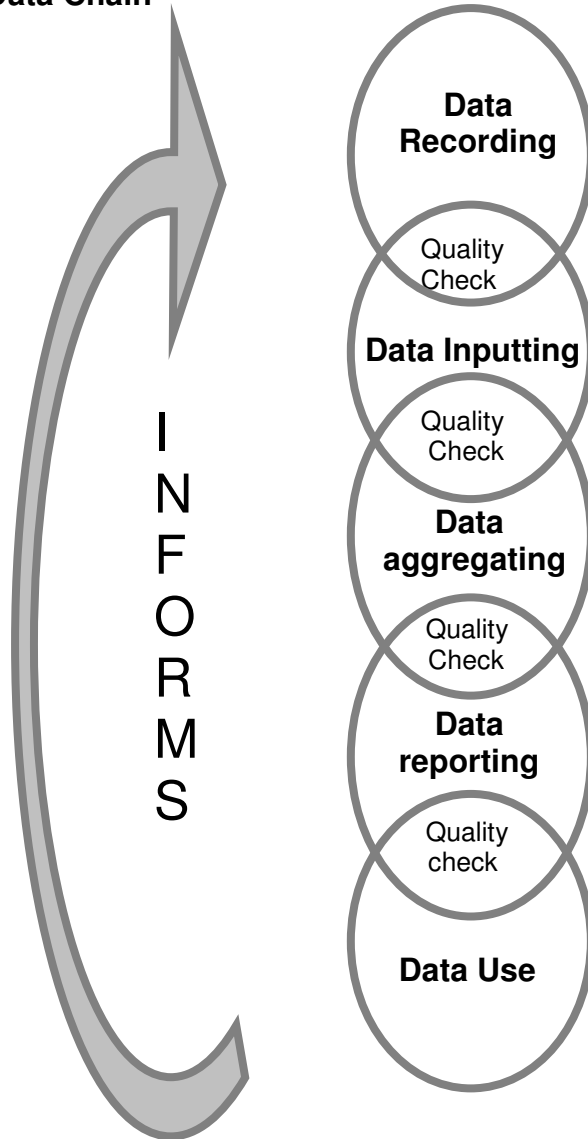 Data Chain
Data
Recording
Quality
Check
Data Inputting
Quality
Check
Data
aggregating
Quality
Check
Data
reporting
Quality
check
Data Use
I
N
F
O
R
M
S